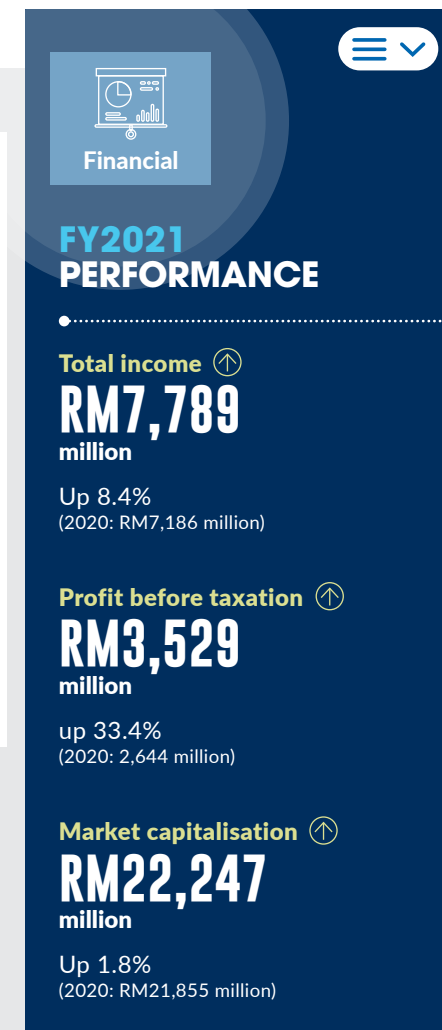 Financial
FY2021
PERFORMANCE
Total income
RM7,789
million
Up 8.4%
(2020: RM7,186 million)
Profit before taxation
RM3,529
million
up 33.4%
(2020: 2,644 million)
Market capitalisation
RM22,247
million
Up 1.8%
(2020: RM21,855 million)